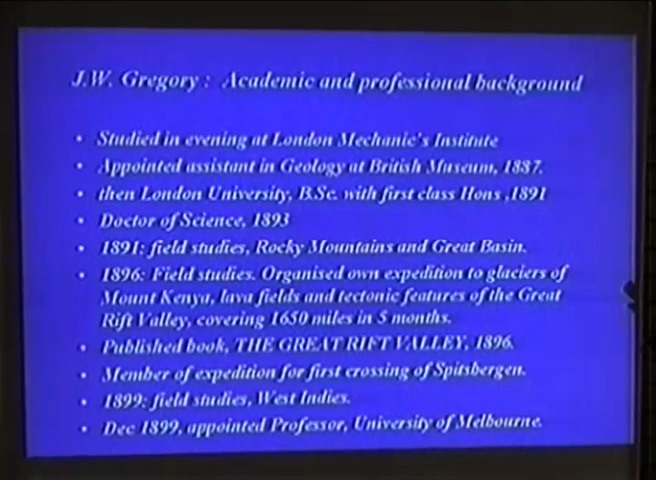 J.W. Gregory : Academic and professional background
• Studied in evening at London Mechanic's Institute
• Appointed assistant in Geology at British Museum, 1887.
• then London University, B.Sc. with first class Hons ,1891
• Doctor of Science, 1893
• 1891: field studies, Rocky Mountains and Great Basin.
• 1896: Field studies. Organised own expedition to glaciers of
Mount Kenya, lava fields and tectonic features of the Great
Rift Valley, covering 1650 miles in 5 months.
• Published book, THE GREAT RIFT VALLEY, 1896.
• Member of expedition for first crossing of Spitsbergen.
• 1899: field studies, West Indies.
• Dec 1899, appointed Professor, University of Melbourne.